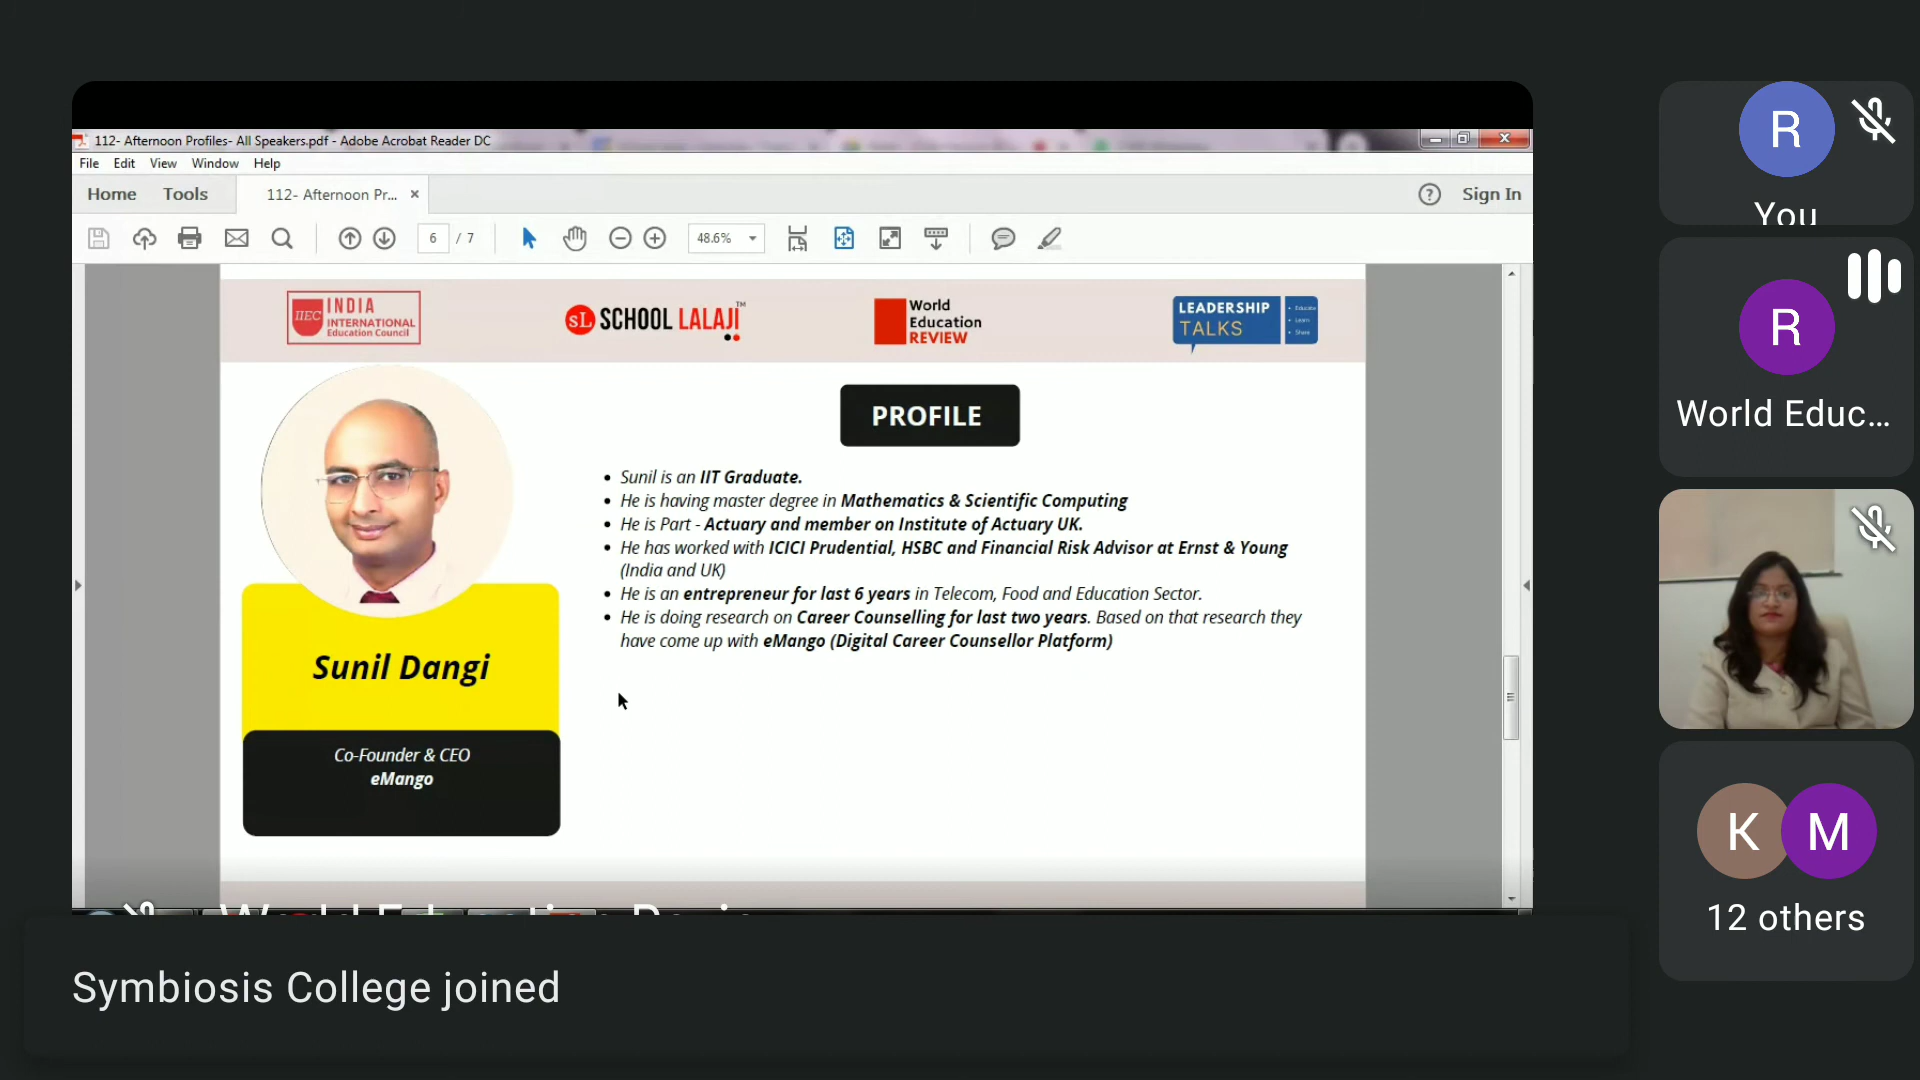 112- Afternoon Profiles- All Speakers.pdf - Adobe Acrobat Reader DC
File Edit View Window Help
Home Tools 112- Afternoon Pr... × ? Sign In
6 / 7 48.6%
IIEC INDIA
INTERNATIONAL
Education Council
sL SCHOOL LALAJI TM
World
Education
REVIEW
LEADERSHIP
TALKS
• Educate
• Learn
• Share
PROFILE
• Sunil is an IIT Graduate.
• He is having master degree in Mathematics & Scientific Computing
• He is Part - Actuary and member on Institute of Actuary UK.
• He has worked with ICICI Prudential, HSBC and Financial Risk Advisor at Ernst & Young
(India and UK)
• He is an entrepreneur for last 6 years in Telecom, Food and Education Sector.
• He is doing research on Career Counselling for last two years. Based on that research they
have come up with eMango (Digital Career Counsellor Platform)
Sunil Dangi
Co-Founder & CEO
eMango
Symbiosis College joined
R
You
R
World Educ...
K M
12 others